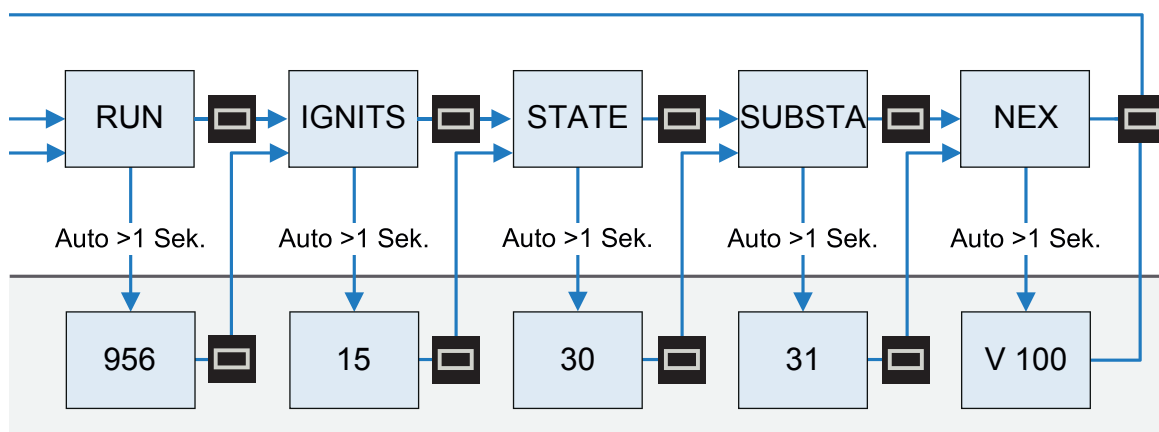 RUN IGNITS STATE SUBSTA NEX
Auto >1 Sek. Auto >1 Sek. Auto >1 Sek. Auto >1 Sek. Auto >1 Sek.
956 15 30 31 V 100